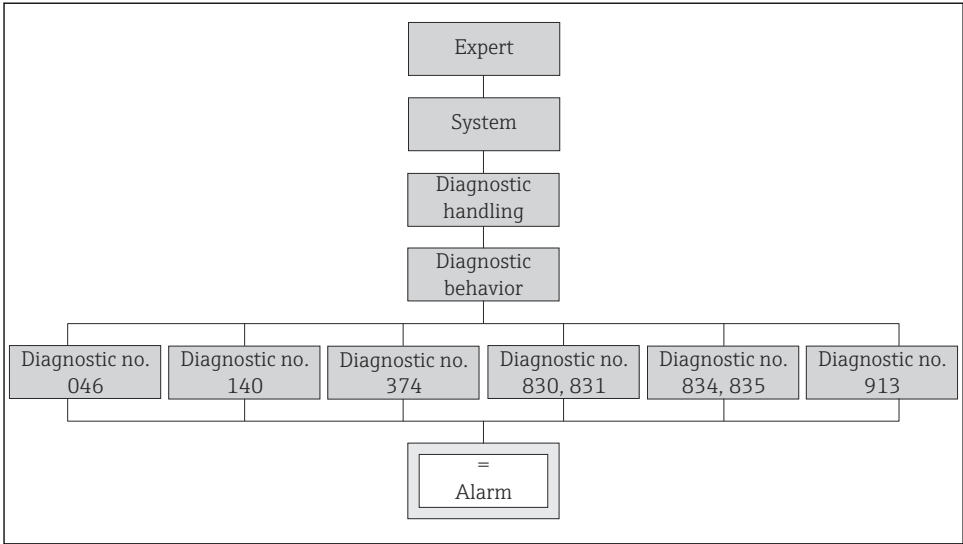 Expert
System
Diagnostic
handling
Diagnostic
behavior
Diagnostic no.
046
Diagnostic no.
140
Diagnostic no.
374
Diagnostic no.
830, 831
Diagnostic no.
834, 835
Diagnostic no.
913
=
Alarm